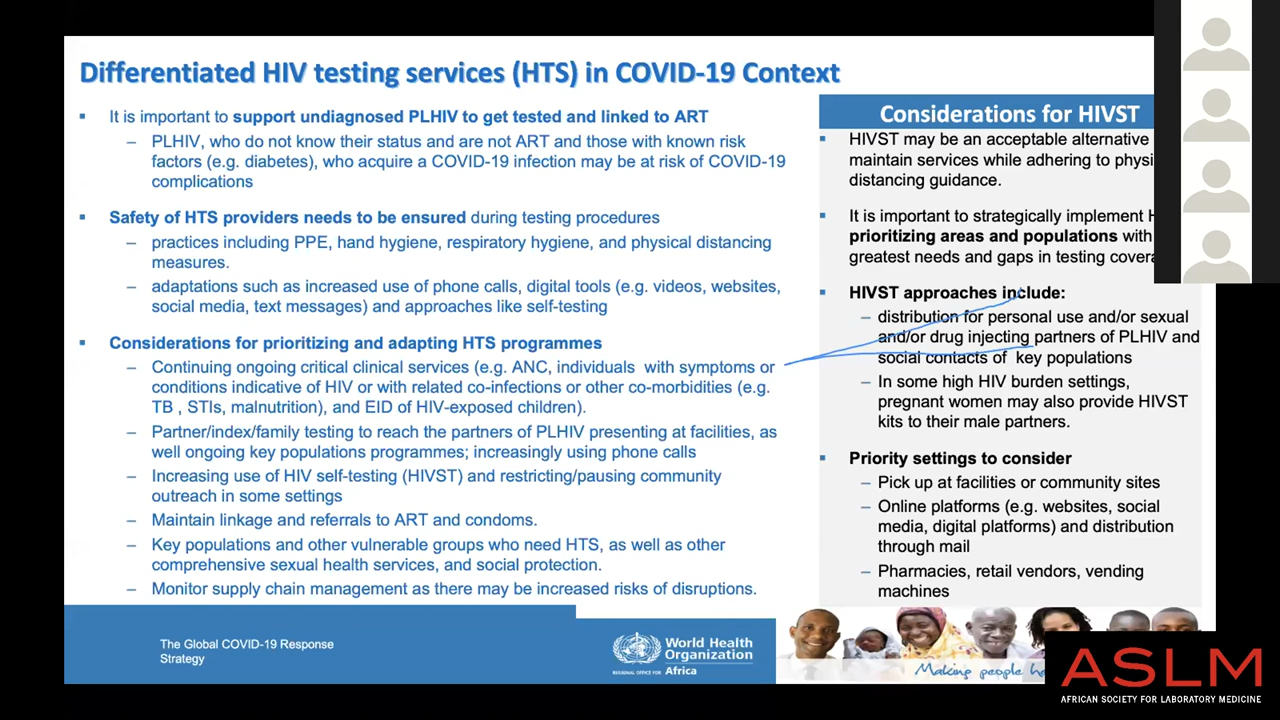 Differentiated HIV testing services (HTS) in COVID-19 Context
▪ It is important to support undiagnosed PLHIV to get tested and linked to ART
– PLHIV, who do not know their status and are not ART and those with known risk
factors (e.g. diabetes), who acquire a COVID-19 infection may be at risk of COVID-19
complications
▪ Safety of HTS providers needs to be ensured during testing procedures
– practices including PPE, hand hygiene, respiratory hygiene, and physical distancing
measures.
– adaptations such as increased use of phone calls, digital tools (e.g. videos, websites,
social media, text messages) and approaches like self-testing
▪ Considerations for prioritizing and adapting HTS programmes
– Continuing ongoing critical clinical services (e.g. ANC, individuals with symptoms or
conditions indicative of HIV or with related co-infections or other co-morbidities (e.g.
TB , STIs, malnutrition), and EID of HIV-exposed children).
– Partner/index/family testing to reach the partners of PLHIV presenting at facilities, as
well ongoing key populations programmes; increasingly using phone calls
– Increasing use of HIV self-testing (HIVST) and restricting/pausing community
outreach in some settings
– Maintain linkage and referrals to ART and condoms.
– Key populations and other vulnerable groups who need HTS, as well as other
comprehensive sexual health services, and social protection.
– Monitor supply chain management as there may be increased risks of disruptions.
Considerations for HIVST
▪ HIVST may be an acceptable alternative
maintain services while adhering to physi
distancing guidance.
▪ It is important to strategically implement H
prioritizing areas and populations with
greatest needs and gaps in testing covera
▪ HIVST approaches include:
– distribution for personal use and/or sexual
and/or drug injecting partners of PLHIV and
social contacts of key populations
– In some high HIV burden settings,
pregnant women may also provide HIVST
kits to their male partners.
▪ Priority settings to consider
– Pick up at facilities or community sites
– Online platforms (e.g. websites, social
media, digital platforms) and distribution
through mail
– Pharmacies, retail vendors, vending
machines
The Global COVID-19 Response
Strategy
World Health
Organization
REGIONAL OFFICE FOR Africa
Making people
ASLM
AFRICAN SOCIETY FOR LABORATORY MEDICINE